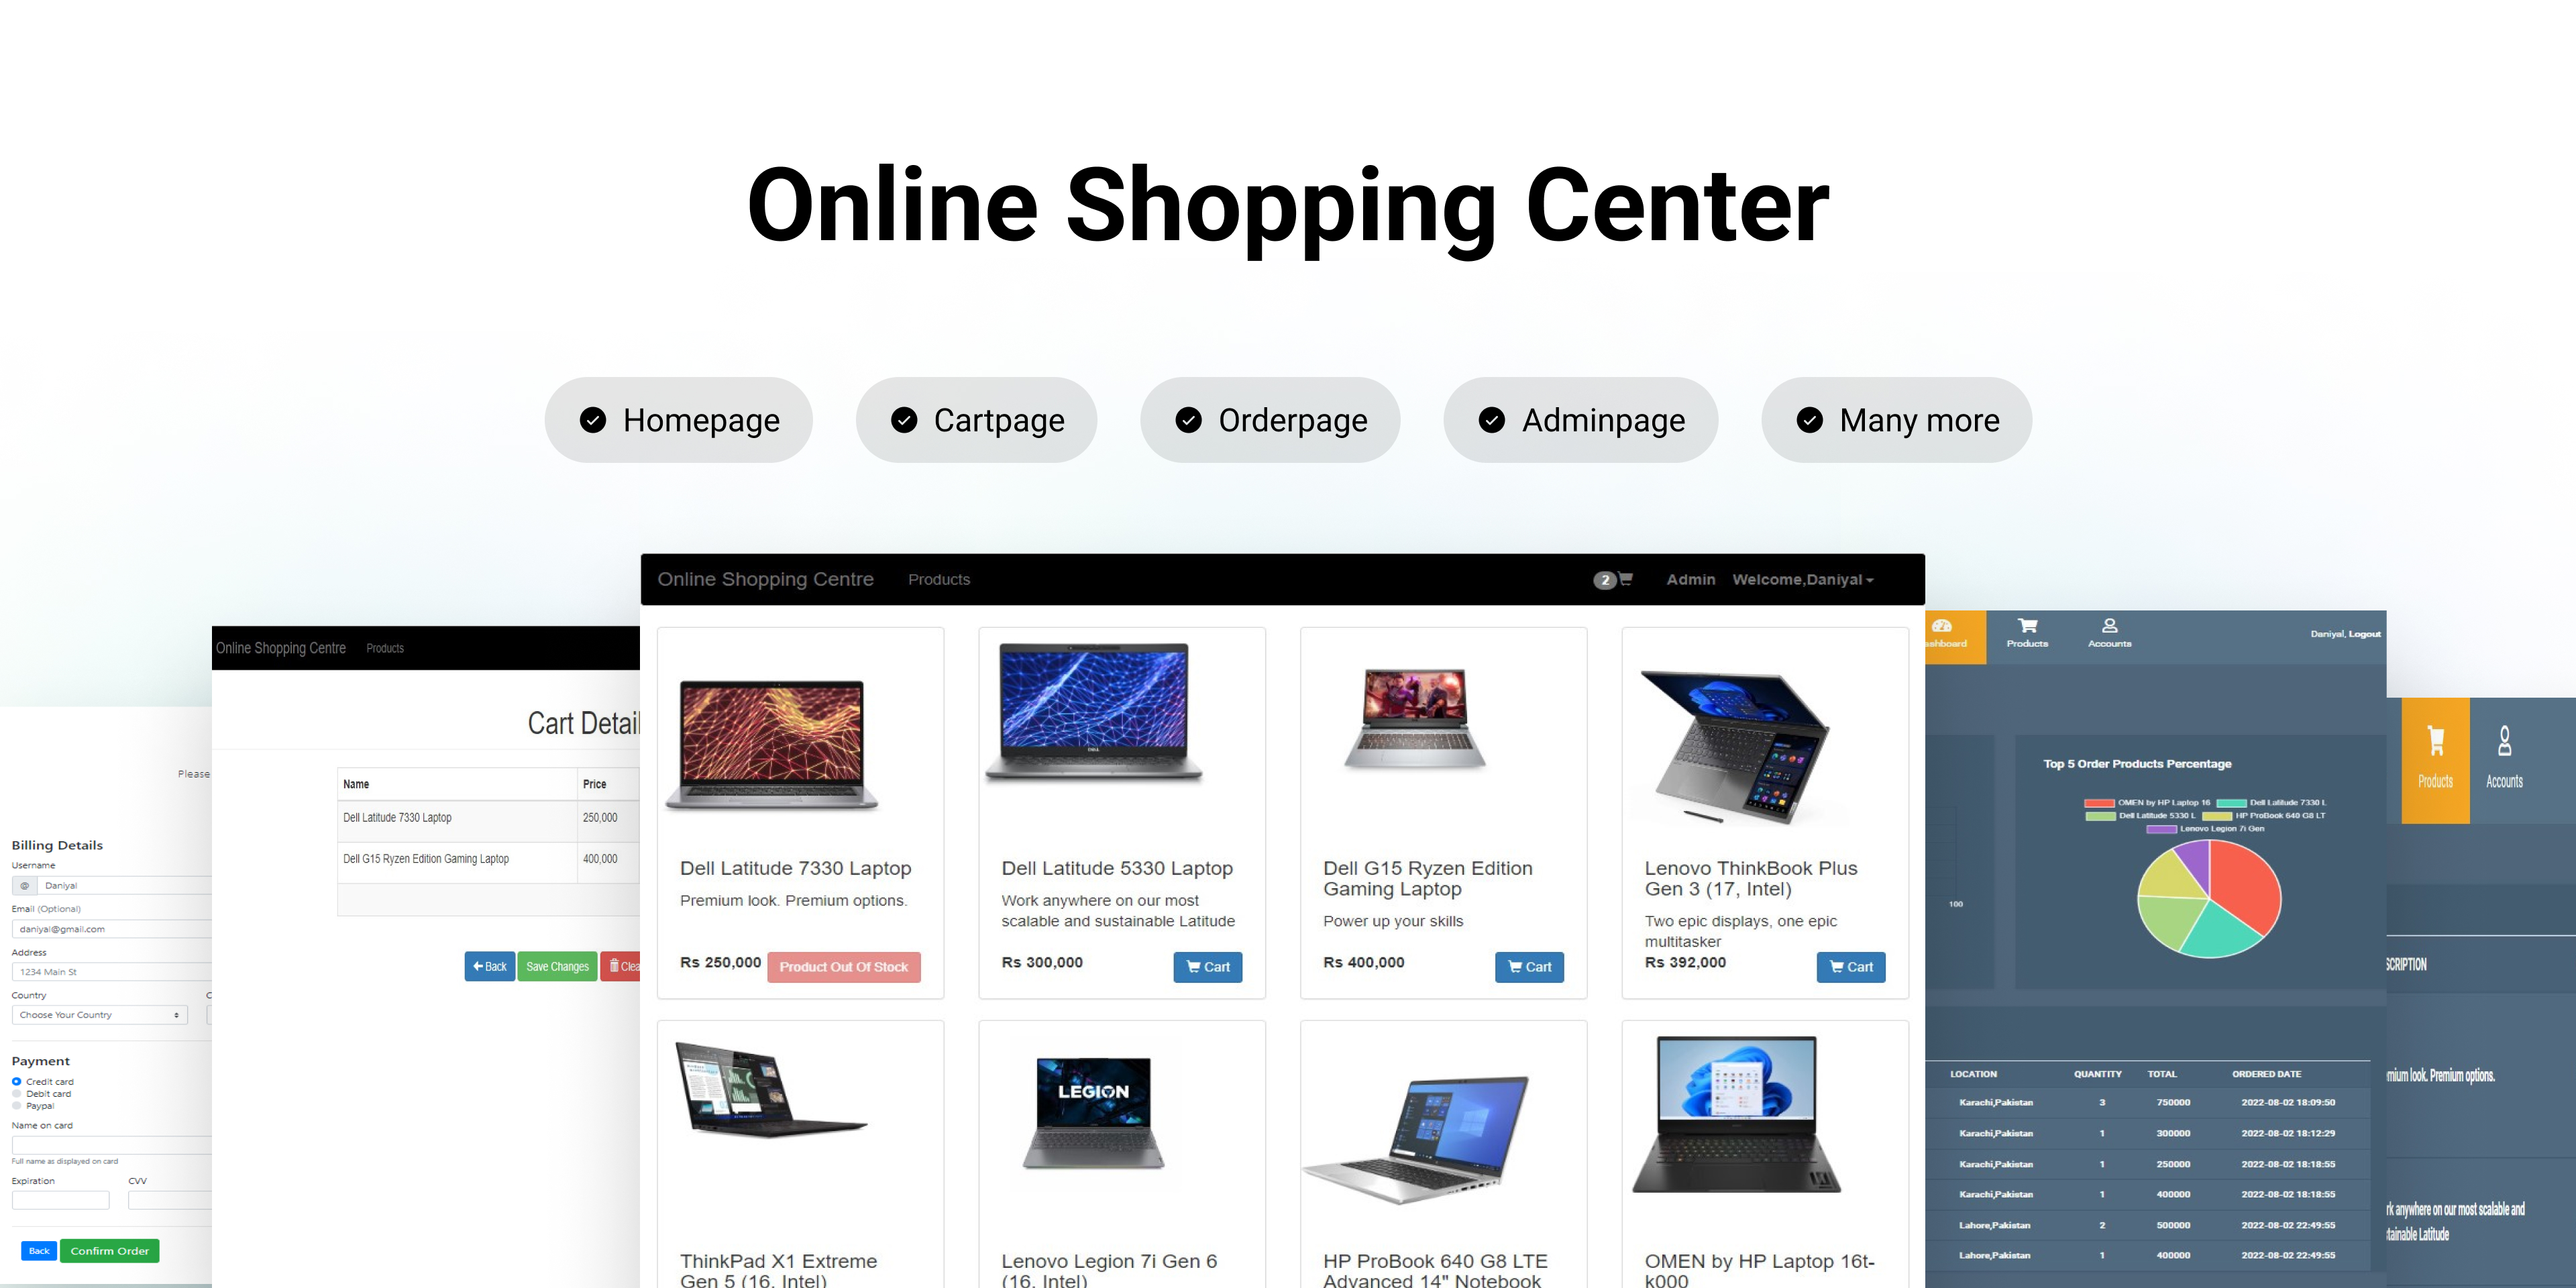 Online Shopping Center
Homepage
Cartpage
Orderpage
Adminpage
Many more
Please
Billing Details
Username
@ Daniyal
Email (Optional)
daniyal@gmail.com
Address
1234 Main St
Country
C
Choose Your Country
Payment
Credit card
Debit card
Paypal
Name on card
Full name as displayed on card
Expiration
CVV
Back
Confirm Order
Online Shopping Centre
Products
Cart Detail
Name
Price
Dell Latitude 7330 Laptop
250,000
Dell G15 Ryzen Edition Gaming Laptop
400,000
Back
Save Changes
Clea
Online Shopping Centre
Products
2
Admin
Welcome,Daniyal
Dell Latitude 7330 Laptop
Premium look. Premium options.
Rs 250,000
Product Out Of Stock
DELL
Dell Latitude 5330 Laptop
Work anywhere on our most
scalable and sustainable Latitude
Rs 300,000
Cart
Dell G15 Ryzen Edition
Gaming Laptop
Power up your skills
Rs 400,000
Cart
Lenovo ThinkBook Plus
Gen 3 (17, Intel)
Two epic displays, one epic
multitasker
Rs 392,000
Cart
ThinkPad X1 Extreme
Gen 5 (16, Intel)
LEGION
Lenovo Legion 7i Gen 6
(16, Intel)
HP ProBook 640 G8 LTE
Advanced 14" Notebook
OMEN by HP Laptop 16t-
k000
shboard
Products
Accounts
Daniyal, Logout
100
Top 5 Order Products Percentage
OMEN by HP Laptop 16
Dell Latitude 7330 L
Dell Latitude 5330 L
HP ProBook 640 G8 LT
Lenovo Legion 7i Gen
LOCATION QUANTITY TOTAL ORDERED DATE
Karachi,Pakistan 3 750000 2022-08-02 18:09:50
Karachi,Pakistan 1 300000 2022-08-02 18:12:29
Karachi,Pakistan 1 250000 2022-08-02 18:18:55
Karachi,Pakistan 1 400000 2022-08-02 18:18:55
Lahore,Pakistan 2 500000 2022-08-02 22:49:55
Lahore,Pakistan 1 400000 2022-08-02 22:49:55
Products
Accounts
SCRIPTION
mium look. Premium options.
rk anywhere on our most scalable and
tainable Latitude